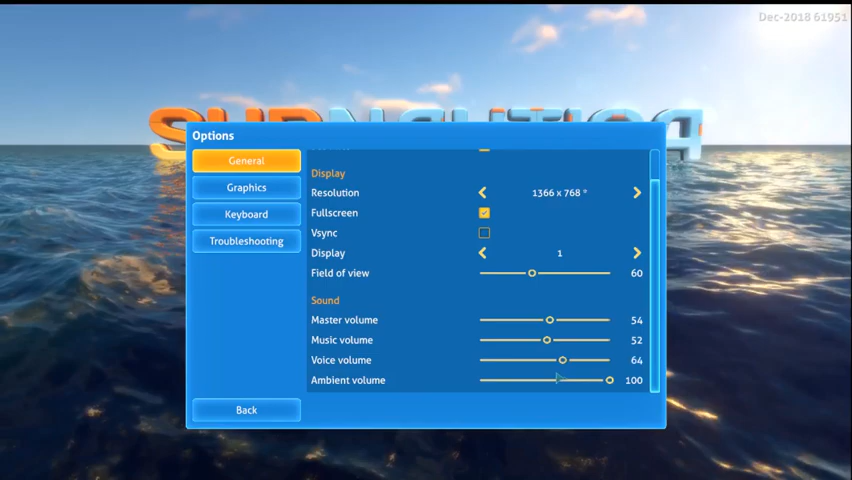 Dec-2018 61951
SUBNAUTICA
Options
General
Graphics
Keyboard
Troubleshooting
Back
Display
Resolution 1366 x 768 *
Fullscreen
Vsync
Display 1
Field of view 60
Sound
Master volume 54
Music volume 52
Voice volume 64
Ambient volume 100